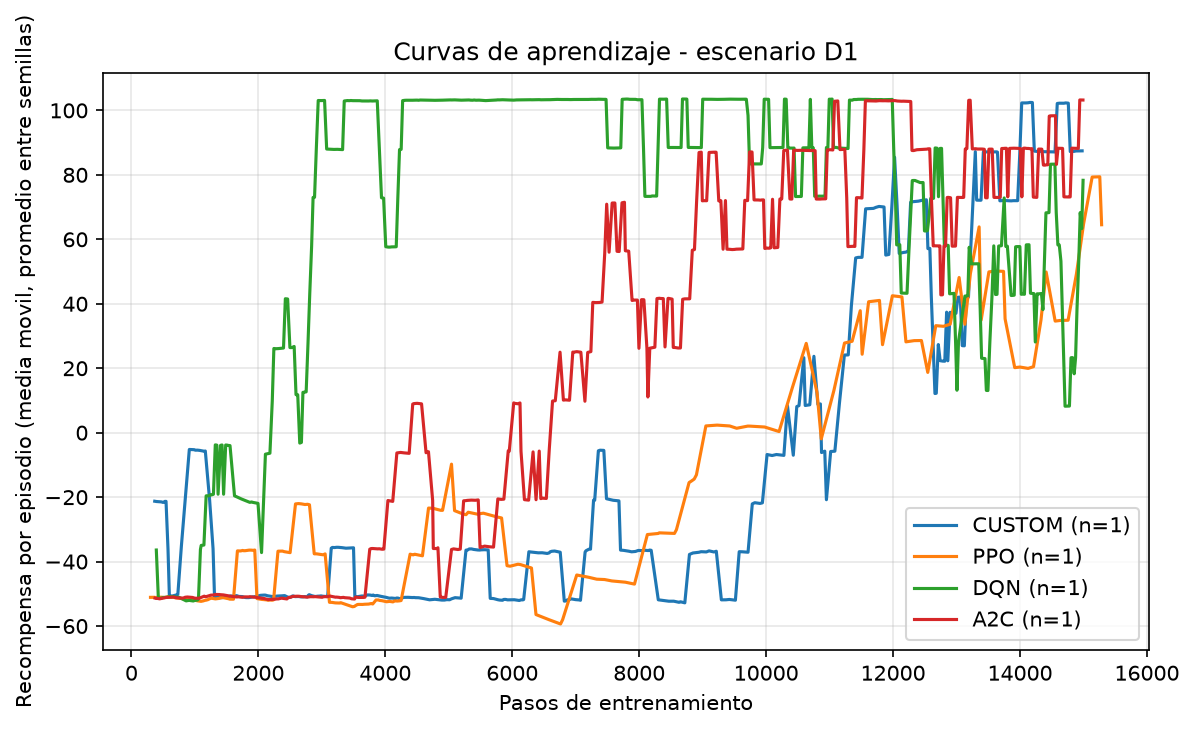 Curvas de aprendizaje - escenario D1
Recompensa por episodio (media movil, promedio entre semillas)
100
80
60
40
20
0
−20
−40
−60
CUSTOM (n=1)
PPO (n=1)
DQN (n=1)
A2C (n=1)
0 2000 4000 6000 8000 10000 12000 14000 16000
Pasos de entrenamiento